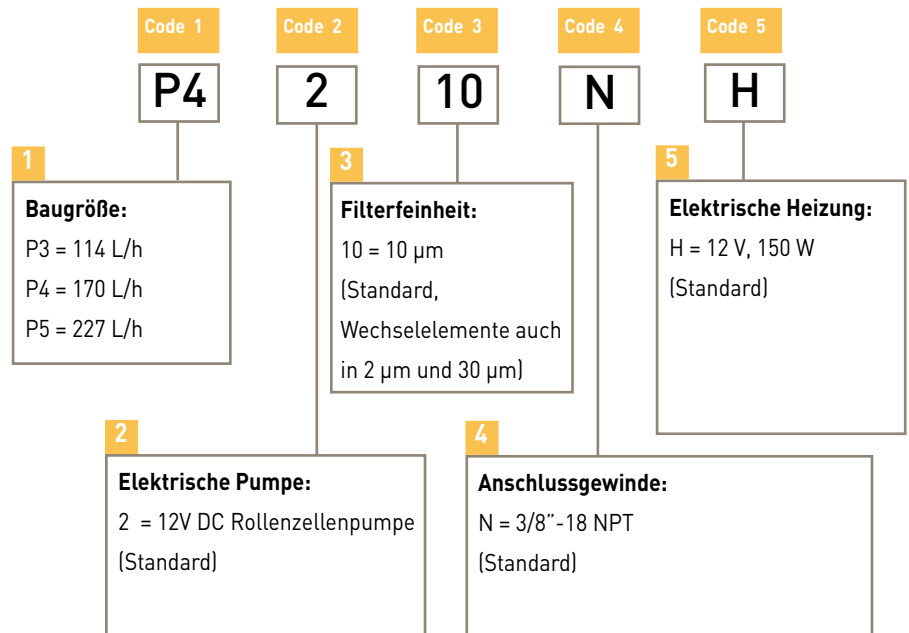 Code 1 Code 2 Code 3 Code 4 Code 5
P4 2 10 N H
1
Baugröße:
P3 = 114 L/h
P4 = 170 L/h
P5 = 227 L/h
3
Filterfeinheit:
10 = 10 µm
(Standard,
Wechselelemente auch
in 2 µm und 30 µm)
5
Elektrische Heizung:
H = 12 V, 150 W
(Standard)
2
Elektrische Pumpe:
2 = 12V DC Rollenzellenpumpe
(Standard)
4
Anschlussgewinde:
N = 3/8”-18 NPT
(Standard)